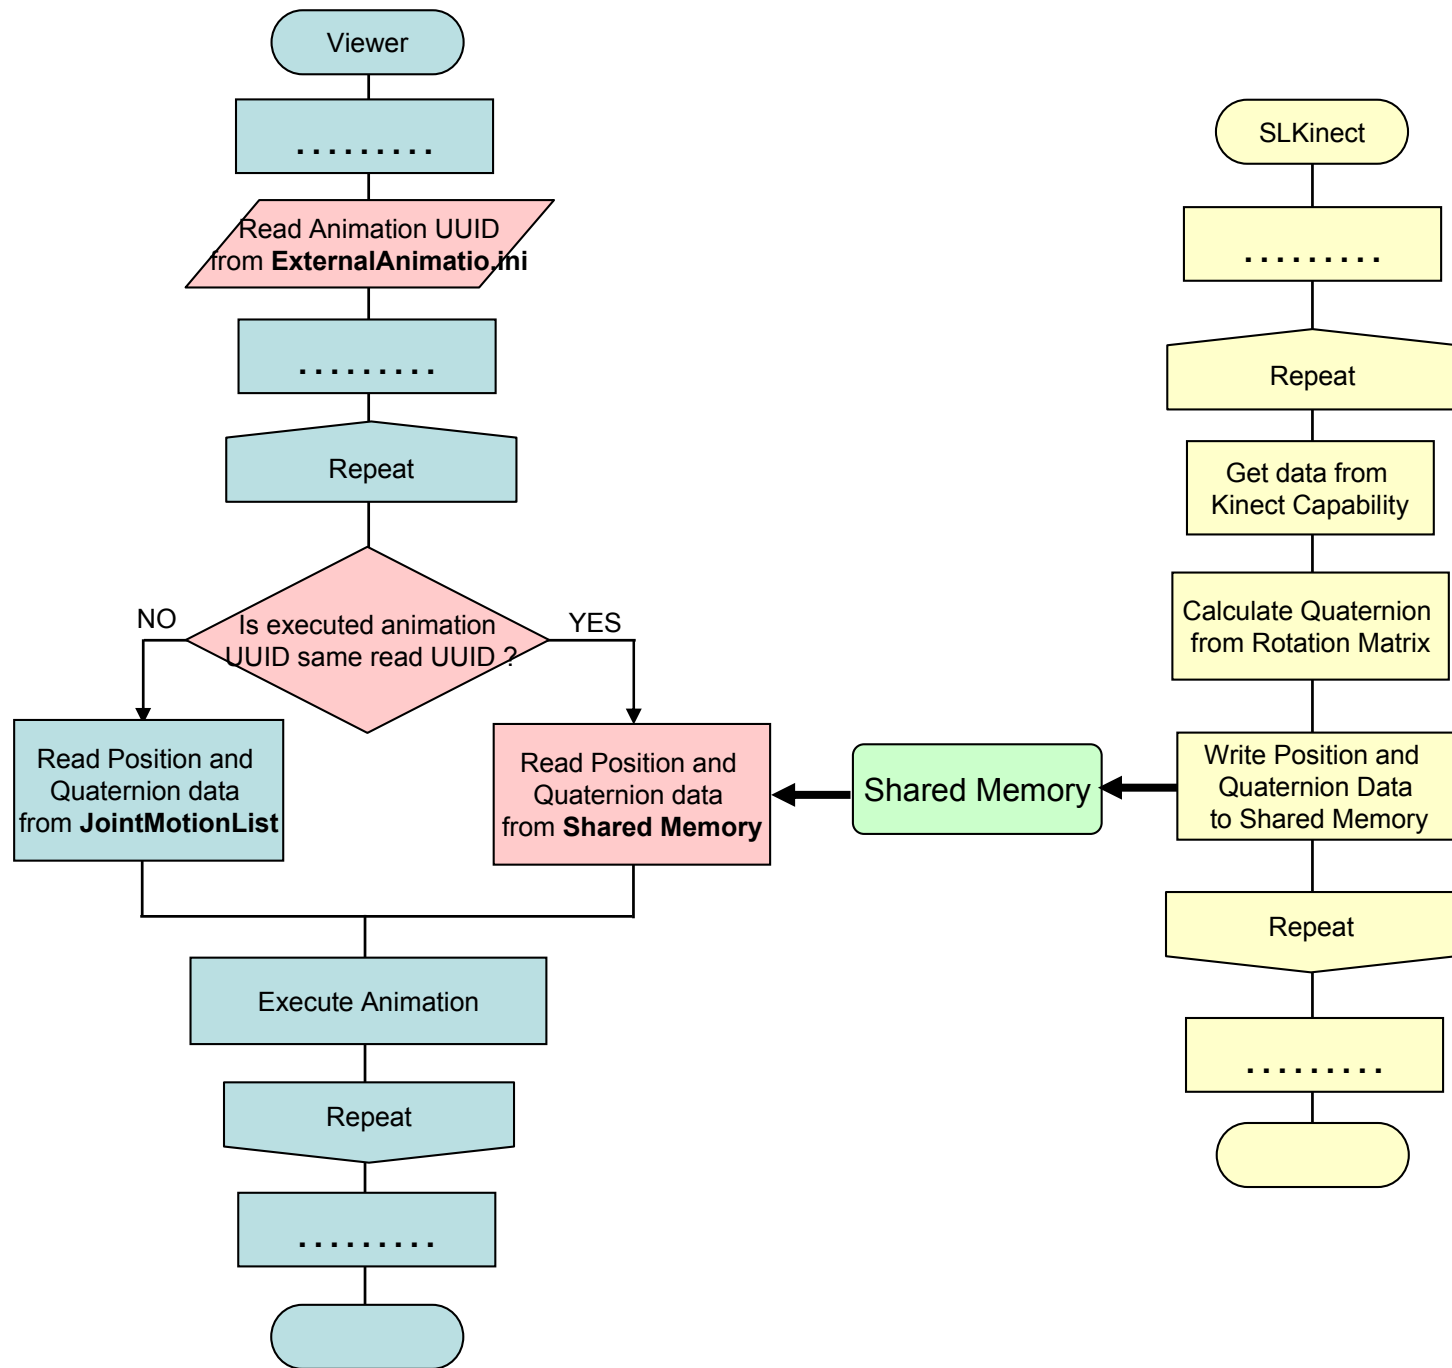 Viewer
.........
Read Animation UUID
from ExternalAnimatio.ini
.........
Repeat
Is executed animation
UUID same read UUID ?
NO
YES
Read Position and
Quaternion data
from JointMotionList
Read Position and
Quaternion data
from Shared Memory
Execute Animation
Repeat
.........
Shared Memory
SLKinect
.........
Repeat
Get data from
Kinect Capability
Calculate Quaternion
from Rotation Matrix
Write Position and
Quaternion Data
to Shared Memory
Repeat
.........